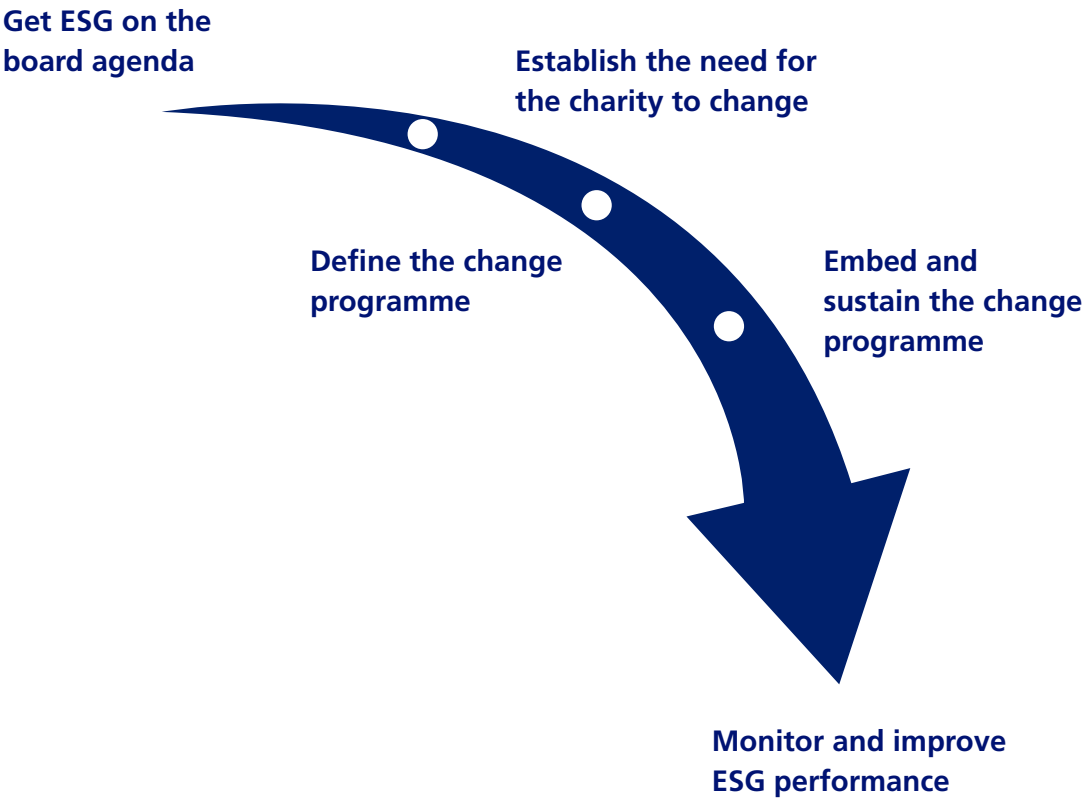 Get ESG on the
board agenda
Establish the need for
the charity to change
Define the change
programme
Embed and
sustain the change
programme
Monitor and improve
ESG performance